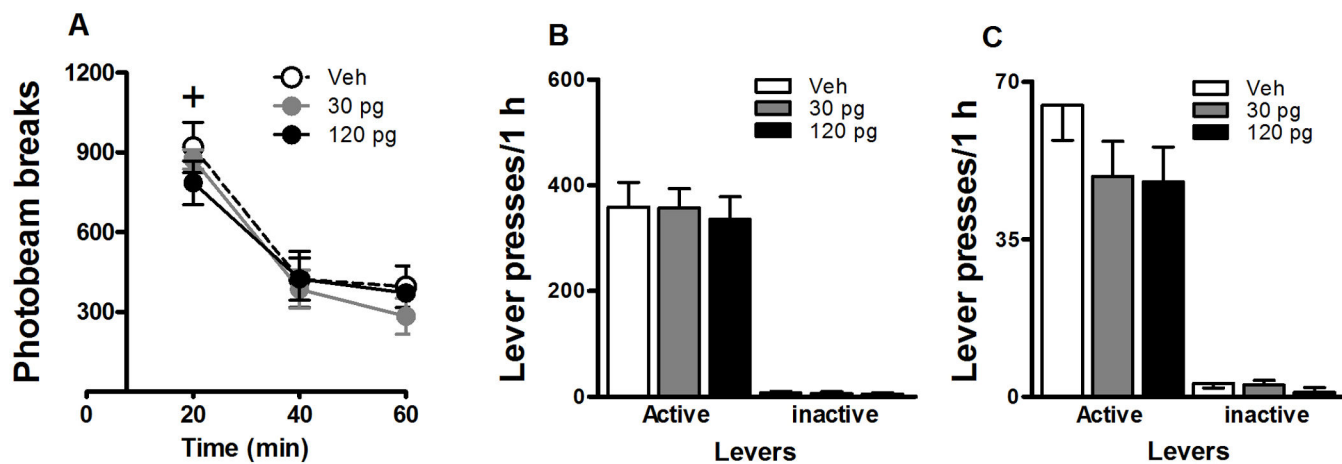 A
Photobeam breaks
1200
900
600
300
+
Veh
30 pg
120 pg
0
20
40
60
Time (min)
B
Lever presses/1 h
600
400
200
0
Veh
30 pg
120 pg
Active
inactive
Levers
C
Lever presses/1 h
70
35
0
Veh
30 pg
120 pg
Active
inactive
Levers